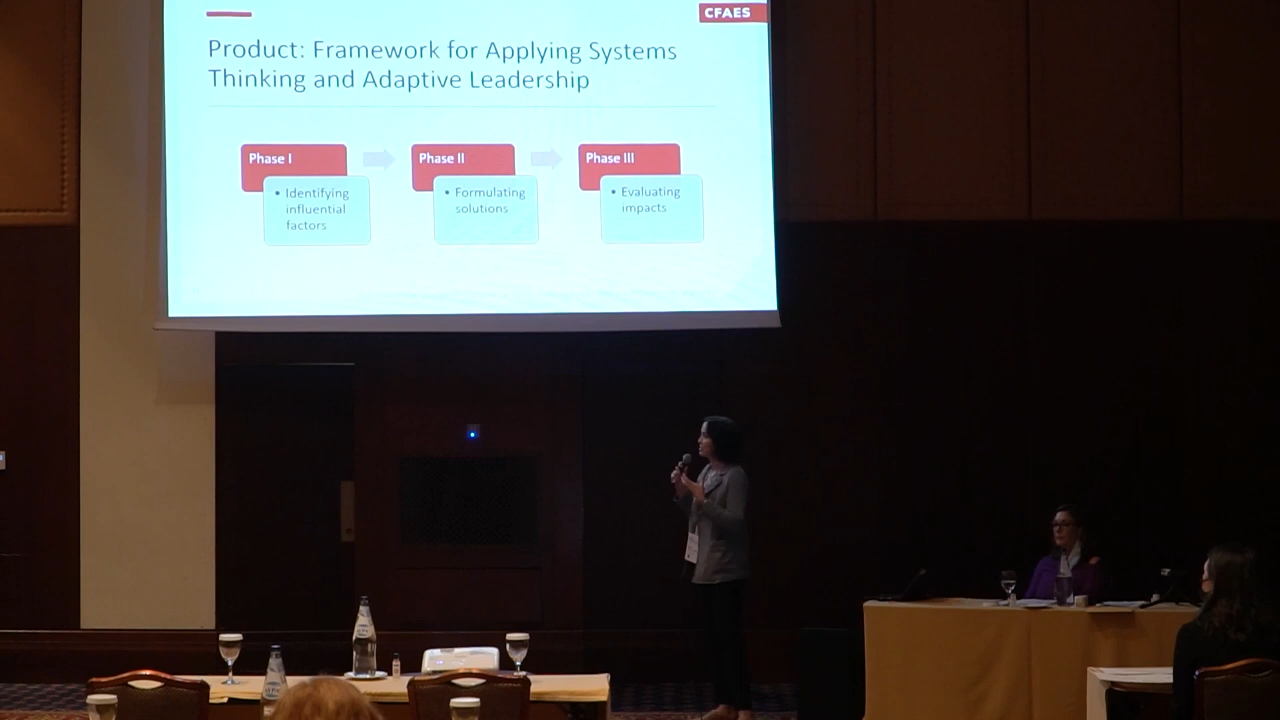 CFAES
Product: Framework for Applying Systems
Thinking and Adaptive Leadership
Phase I
• Identifying
influential
factors
Phase II
• Formulating
solutions
Phase III
• Evaluating
impacts